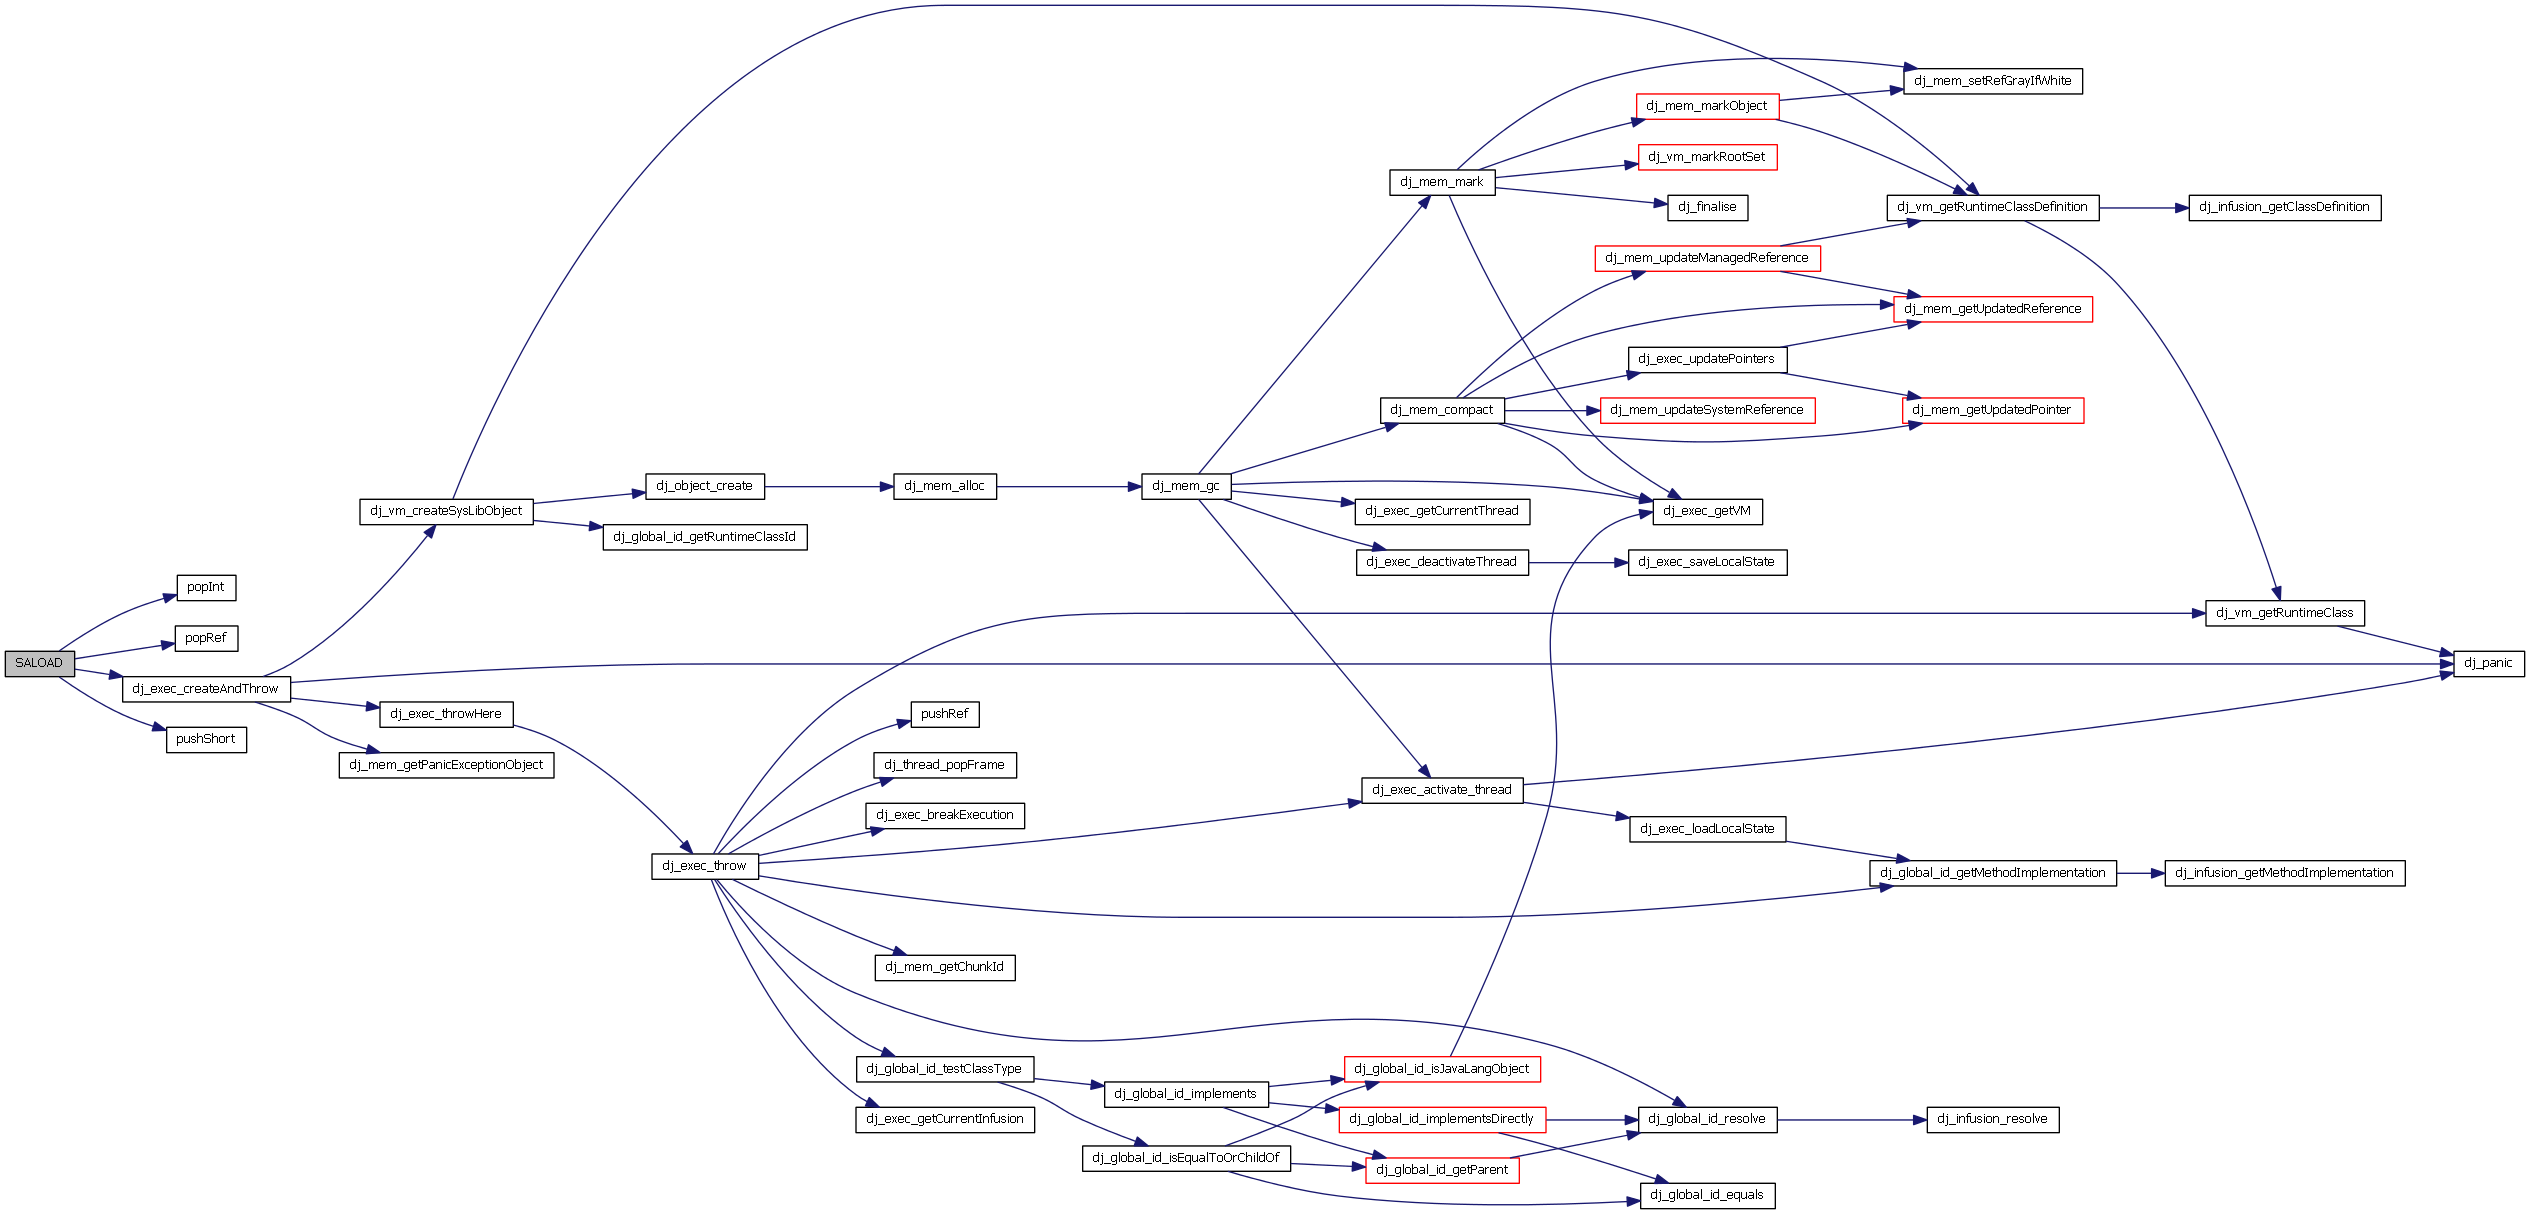 dj_mem_setRefGrayIfWhite
dj_mem_markObject
dj_vm_markRootSet
dj_mem_mark
dj_finalise
dj_vm_getRuntimeClassDefinition
dj_infusion_getClassDefinition
dj_mem_updateManagedReference
dj_mem_getUpdatedReference
dj_exec_updatePointers
dj_mem_compact
dj_mem_updateSystemReference
dj_mem_getUpdatedPointer
dj_object_create
dj_mem_alloc
dj_mem_gc
dj_vm_createSysLibObject
dj_exec_getCurrentThread
dj_exec_getVM
dj_global_id_getRuntimeClassId
dj_exec_deactivateThread
dj_exec_saveLocalState
popInt
dj_vm_getRuntimeClass
popRef
SALOAD
dj_panic
dj_exec_createAndThrow
dj_exec_throwHere
pushRef
pushShort
dj_mem_getPanicExceptionObject
dj_thread_popFrame
dj_exec_activate_thread
dj_exec_breakExecution
dj_exec_loadLocalState
dj_exec_throw
dj_global_id_getMethodImplementation
dj_infusion_getMethodImplementation
dj_mem_getChunkId
dj_global_id_testClassType
dj_global_id_isJavaLangObject
dj_global_id_implements
dj_exec_getCurrentInfusion
dj_global_id_implementsDirectly
dj_global_id_resolve
dj_infusion_resolve
dj_global_id_isEqualToOrChildOf
dj_global_id_getParent
dj_global_id_equals